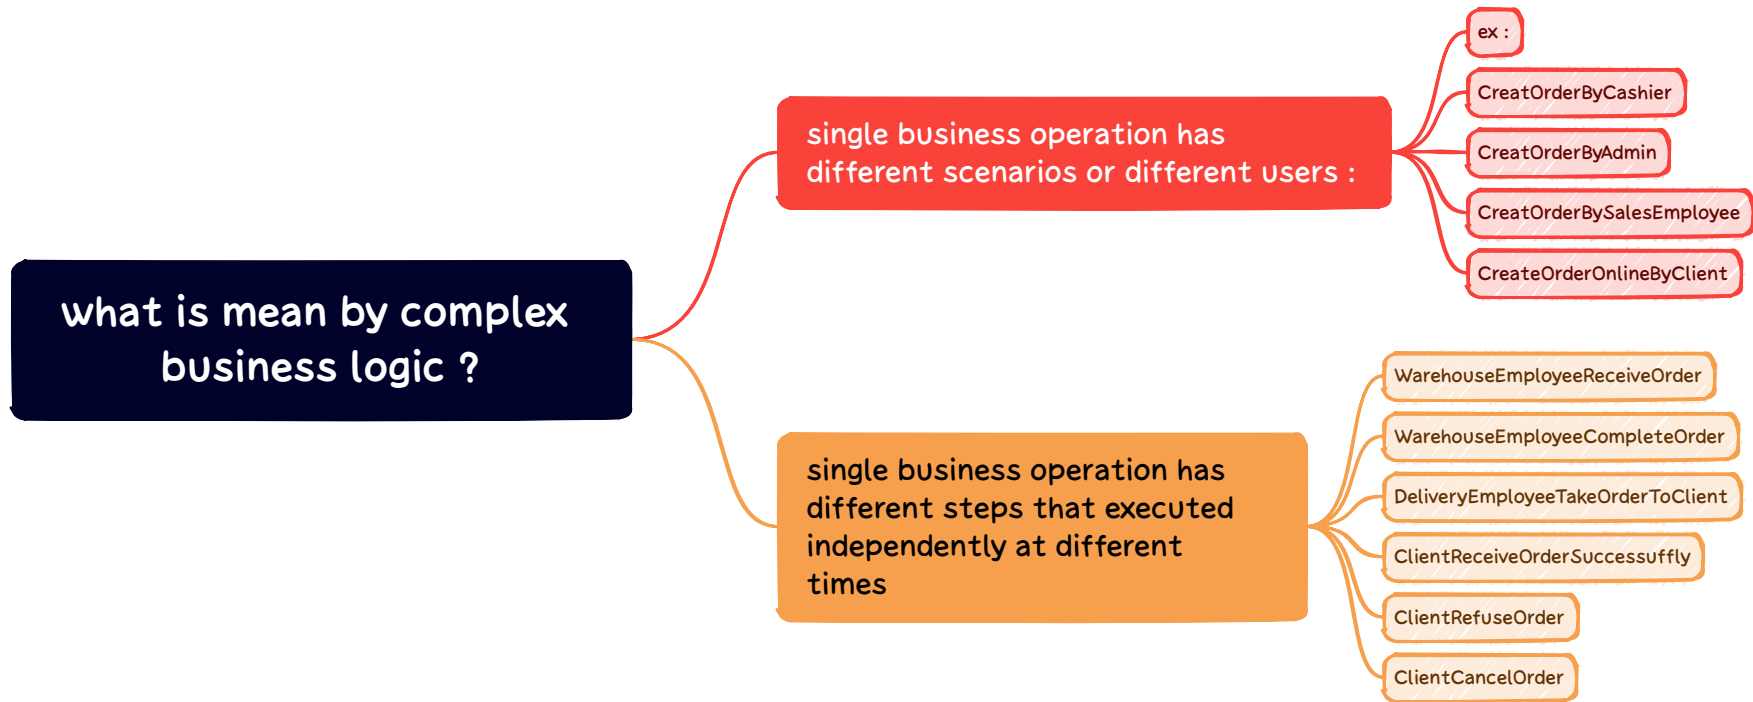 what is mean by complex
business logic ?
single business operation has
different scenarios or different users :
ex :
CreatOrderByCashier
CreatOrderByAdmin
CreatOrderBySalesEmployee
CreateOrderOnlineByClient
single business operation has
different steps that executed
independently at different
times
WarehouseEmployeeReceiveOrder
WarehouseEmployeeCompleteOrder
DeliveryEmployeeTakeOrderToClient
ClientReceiveOrderSuccessuffly
ClientRefuseOrder
ClientCancelOrder